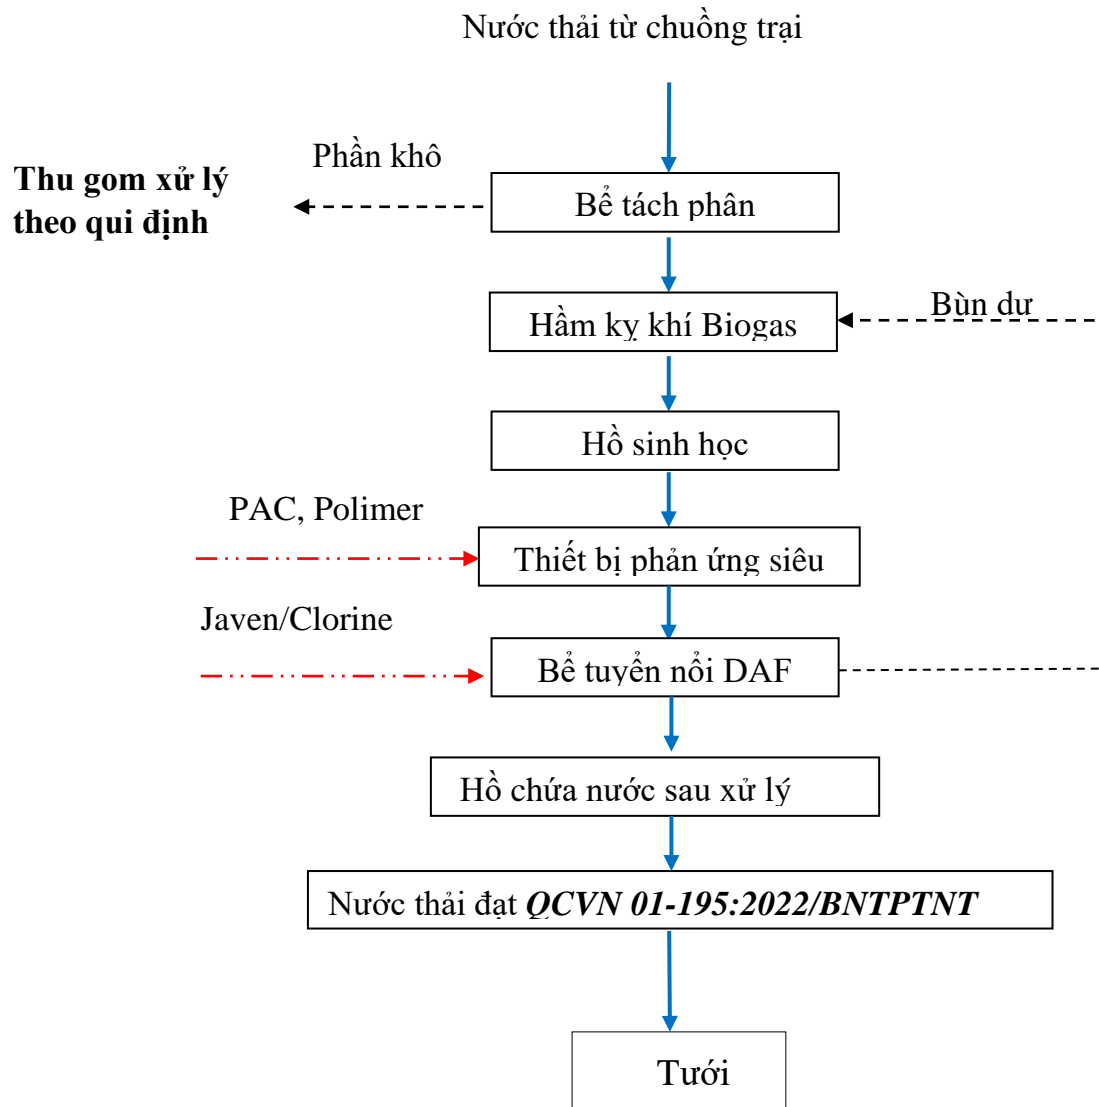 Nước thải từ chuồng trại
Phần khô
Thu gom xử lý
theo qui định
Bể tách phân
Hầm kỵ khí Biogas
Bùn dư
Hồ sinh học
PAC, Polimer
Thiết bị phản ứng siêu
Javen/Clorine
Bể tuyển nổi DAF
Hồ chứa nước sau xử lý
Nước thải đạt QCVN 01-195:2022/BNTPTNT
Tưới